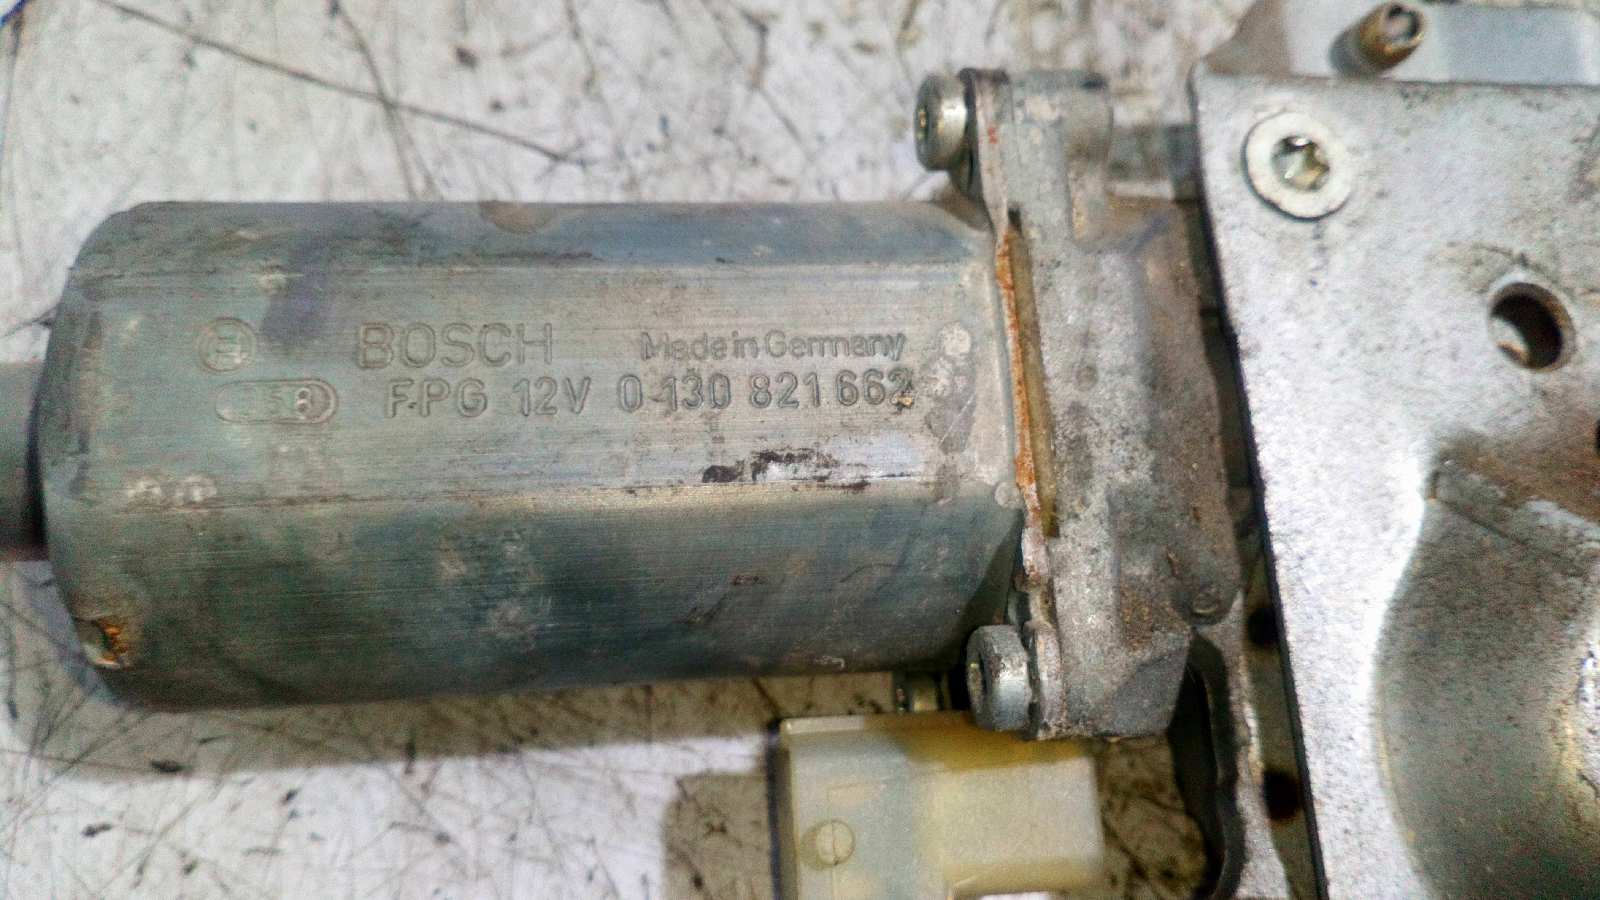 BOSCH Made in Germany
FPG 12V 0 130 821 662